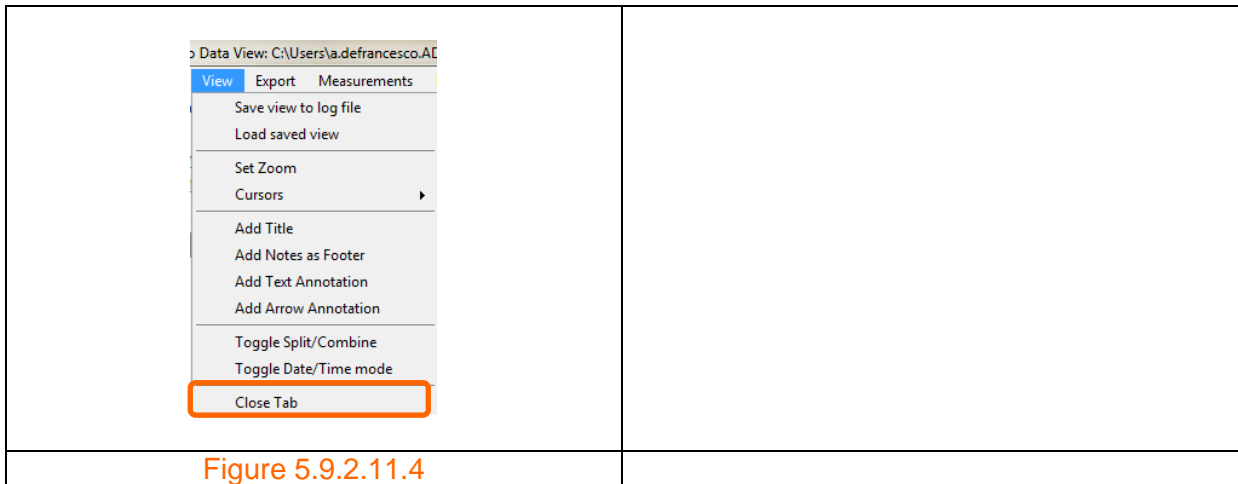 Data View: C:\Users\a.defrancesco.AD
View Export Measurements
Save view to log file
Load saved view
Set Zoom
Cursors
Add Title
Add Notes as Footer
Add Text Annotation
Add Arrow Annotation
Toggle Split/Combine
Toggle Date/Time mode
Close Tab
Figure 5.9.2.11.4